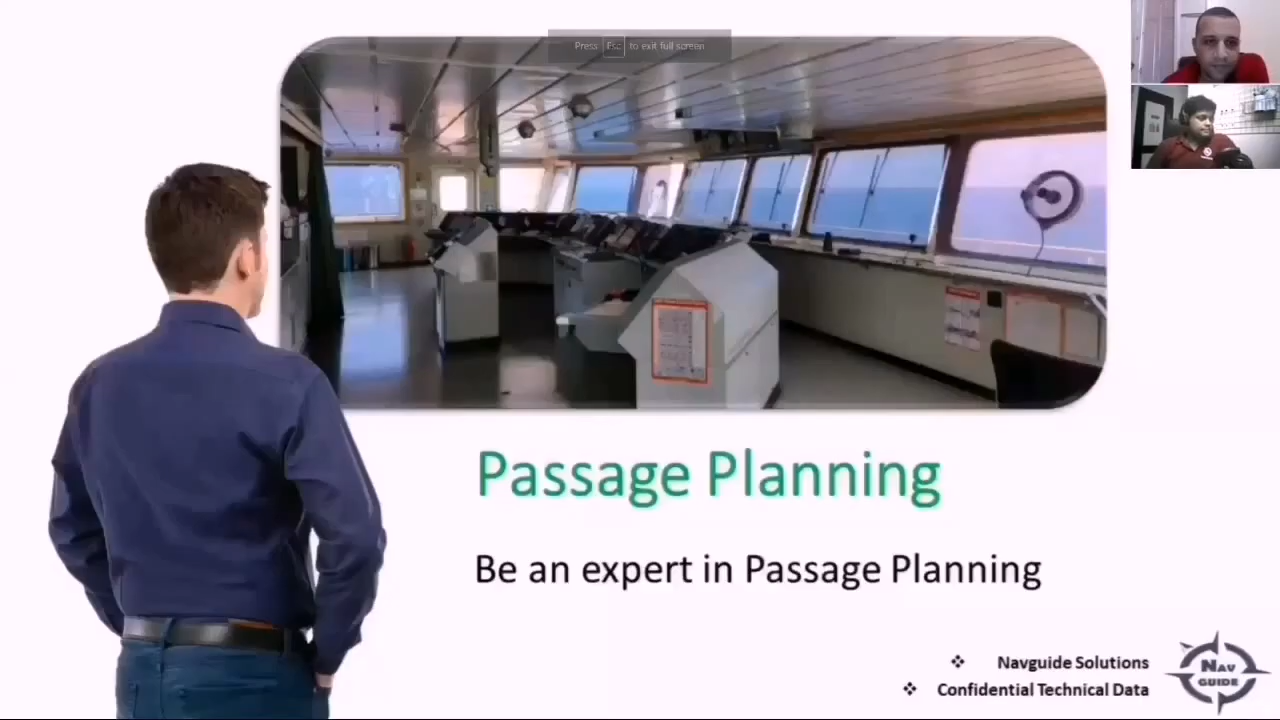 Press Esc to exit full screen
Passage Planning
Be an expert in Passage Planning
❖ Navguide Solutions
❖ Confidential Technical Data
NAV
GUIDE